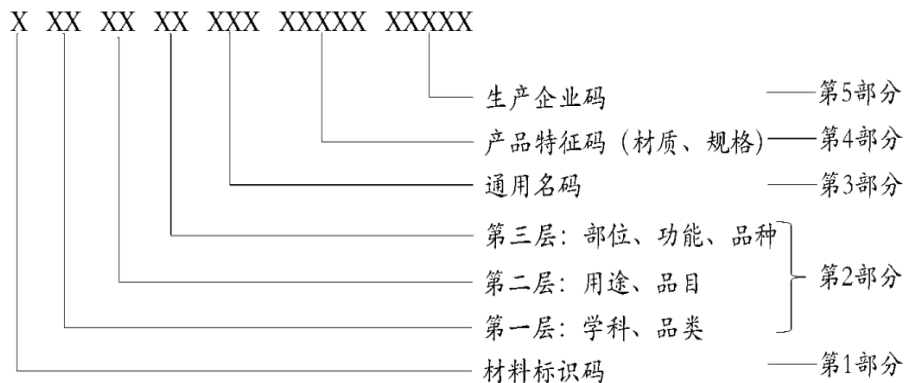 X XX XX XX XXX XXXXX XXXXX
生产企业码 第5部分
产品特征码（材质、规格） 第4部分
通用名码 第3部分
第三层：部位、功能、品种
第二层：用途、品目 第2部分
第一层：学科、品类
材料标识码 第1部分